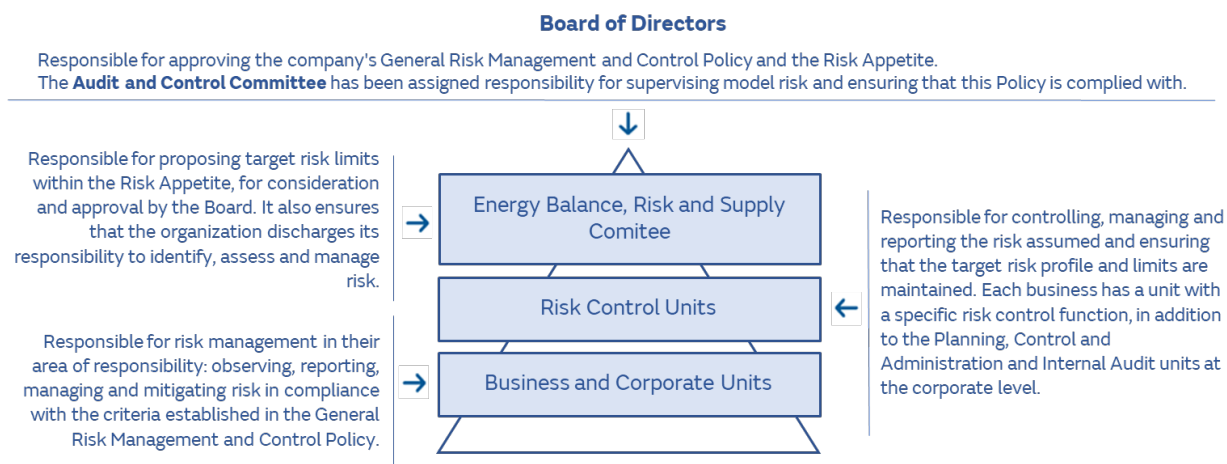 Board of Directors
Responsible for approving the company's General Risk Management and Control Policy and the Risk Appetite.
The Audit and Control Committee has been assigned responsibility for supervising model risk and ensuring that this Policy is complied with.
Responsible for proposing target risk limits
within the Risk Appetite, for consideration
and approval by the Board. It also ensures
that the organization discharges its
responsibility to identify, assess and manage
risk.
Energy Balance, Risk and Supply
Comitee
Risk Control Units
Responsible for controlling, managing and
reporting the risk assumed and ensuring
that the target risk profile and limits are
maintained. Each business has a unit with
a specific risk control function, in addition
to the Planning, Control and
Administration and Internal Audit units at
the corporate level.
Responsible for risk management in their
area of responsibility: observing, reporting,
managing and mitigating risk in compliance
with the criteria established in the General
Risk Management and Control Policy.
Business and Corporate Units